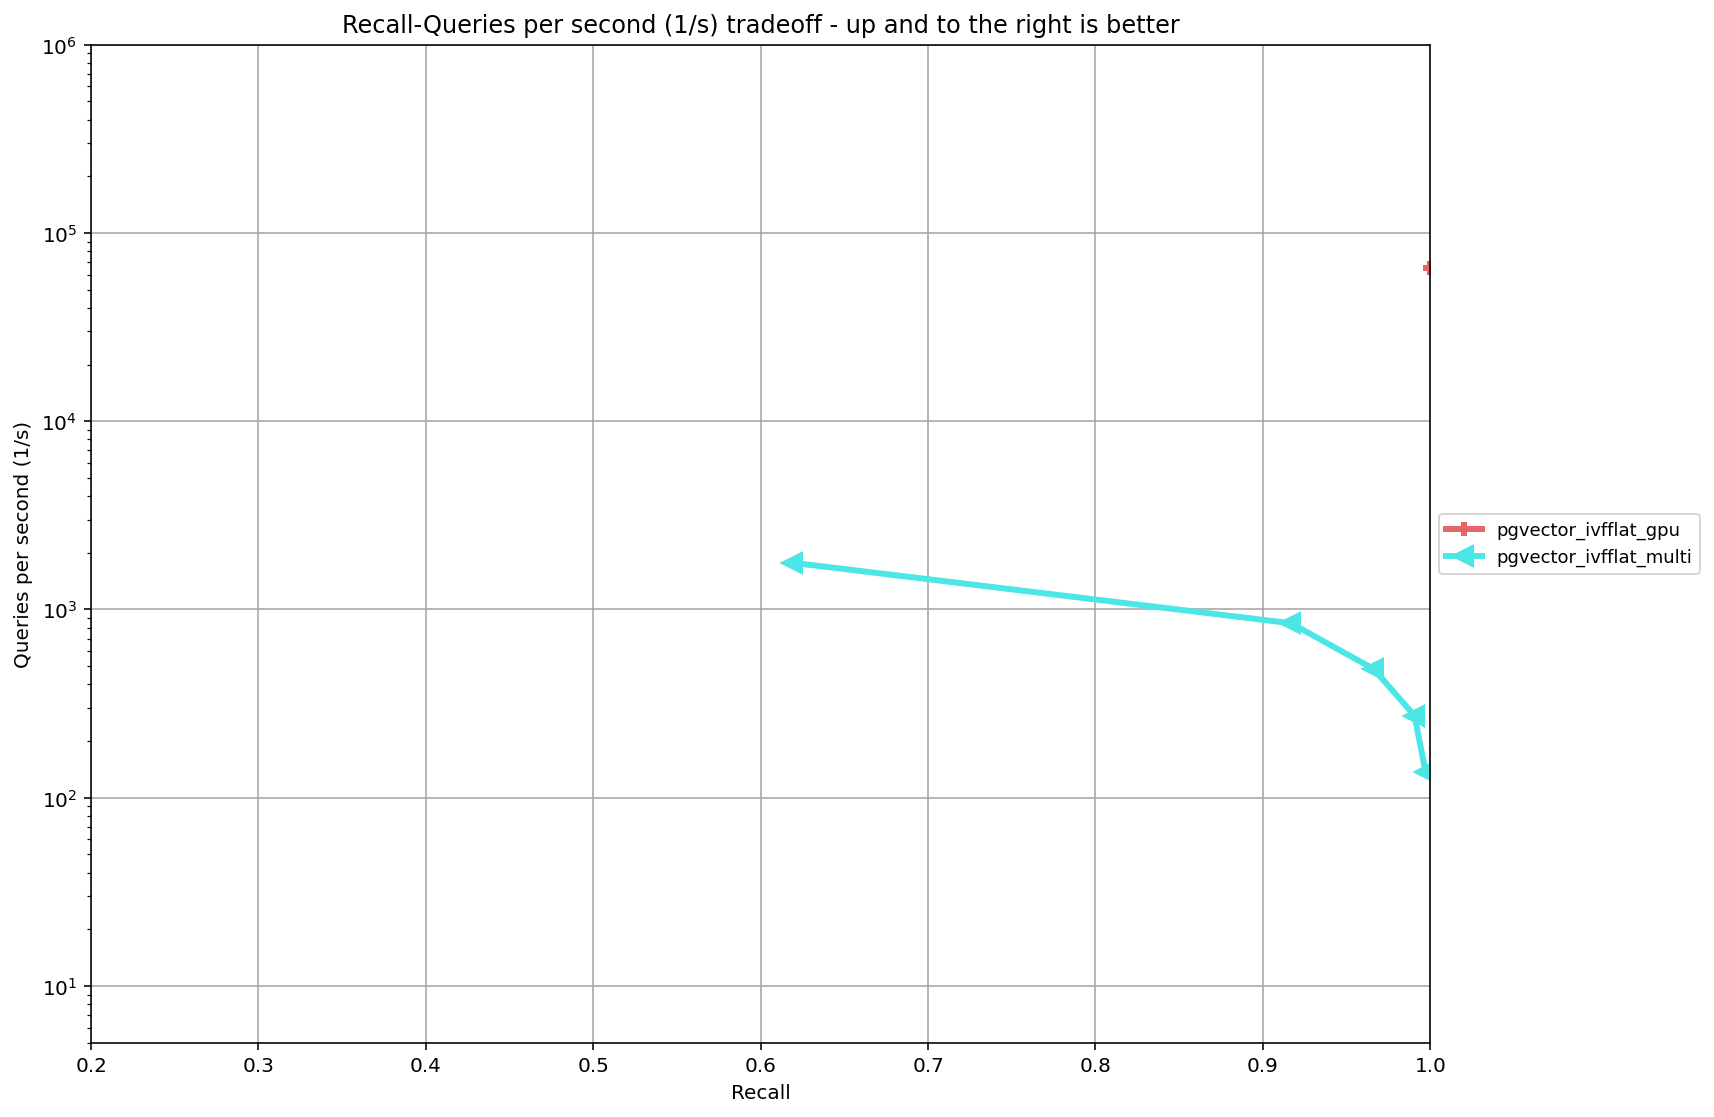 Recall-Queries per second (1/s) tradeoff - up and to the right is better
Queries per second (1/s)
10⁶
10⁵
10⁴
10³
10²
10¹
0.2 0.3 0.4 0.5 0.6 0.7 0.8 0.9 1.0
Recall
pgvector_ivfflat_gpu
pgvector_ivfflat_multi